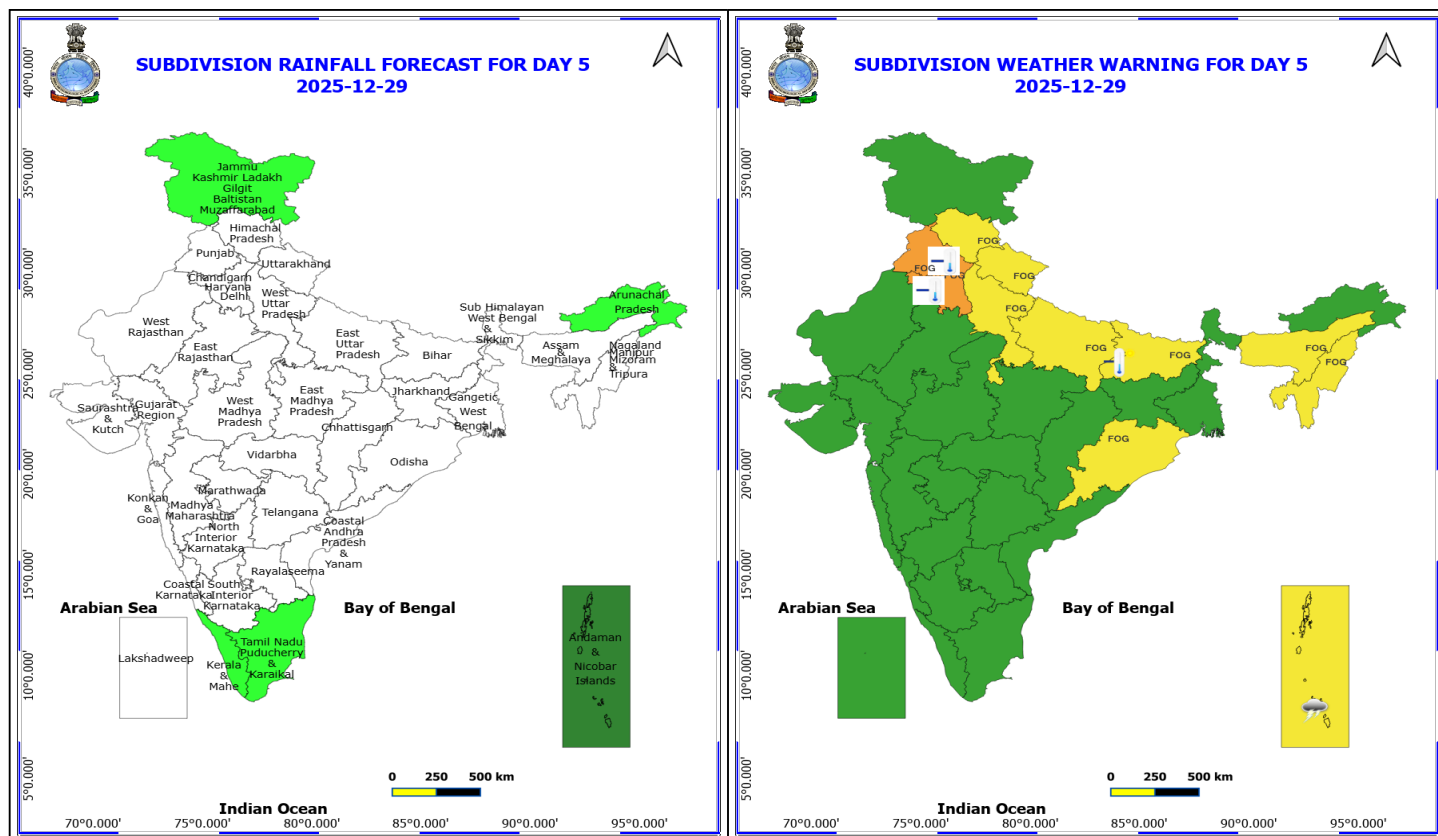 SUBDIVISION RAINFALL FORECAST FOR DAY 5
2025-12-29
40°0.000'
35°0.000'
30°0.000'
25°0.000'
20°0.000'
15°0.000'
10°0.000'
5°0.000'
Jammu
Kashmir Ladakh
Gilgit
Baltistan
Muzaffarabad
Himachal
Pradesh
Punjab
Uttarakhand
Chandigarh
Haryana
Delhi
West
Uttar
Pradesh
Arunachal
Pradesh
Sub Himalayan
West Bengal
&
Sikkim
West
Rajasthan
East
Rajasthan
East
Uttar
Pradesh
Bihar
Assam
&
Meghalaya
Nagaland
Manipur
Mizoram
&
Tripura
Saurashtra
&
Kutch
Gujarat
Region
West
Madhya
Pradesh
East
Madhya
Pradesh
Jharkhand
Gangetic
West
Bengal
Chhattisgarh
Vidarbha
Odisha
Konkan
&
Goa
Madhya
Maharashtra
Marathwada
Telangana
North
Interior
Karnataka
Coastal
Andhra
Pradesh
&
Yanam
Rayalaseema
Coastal
Karnataka
South
Interior
Karnataka
Arabian Sea
Bay of Bengal
Lakshadweep
Kerala
&
Mahe
Tamil Nadu
Puducherry
&
Karaikal
Andaman
&
Nicobar
Islands
0 250 500 km
Indian Ocean
70°0.000' 75°0.000' 80°0.000' 85°0.000' 90°0.000' 95°0.000'
SUBDIVISION WEATHER WARNING FOR DAY 5
2025-12-29
40°0.000'
35°0.000'
30°0.000'
25°0.000'
20°0.000'
15°0.000'
10°0.000'
5°0.000'
FOG
FOG
FOG
FOG
FOG
FOG
FOG
FOG
FOG
FOG
Arabian Sea
Bay of Bengal
0 250 500 km
Indian Ocean
70°0.000' 75°0.000' 80°0.000' 85°0.000' 90°0.000' 95°0.000'